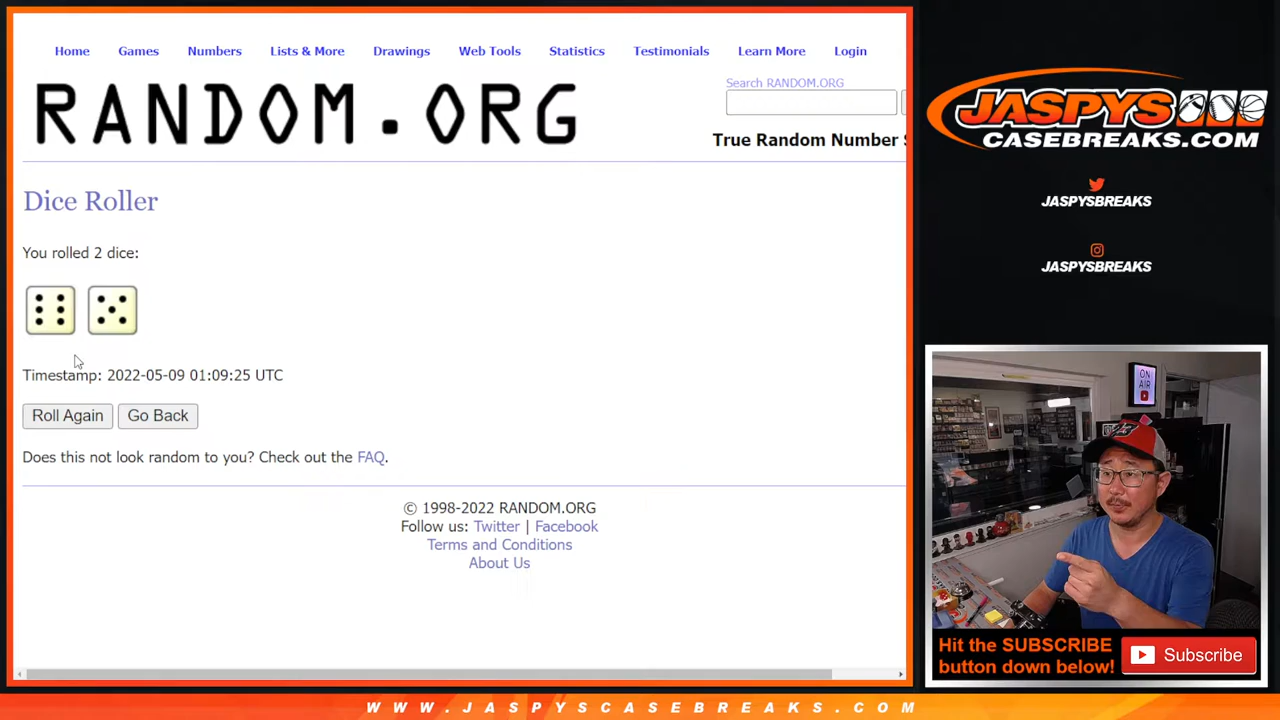 Home Games Numbers Lists & More Drawings Web Tools Statistics Testimonials Learn More Login
RANDOM.ORG
Search RANDOM.ORG
True Random Number S
Dice Roller
You rolled 2 dice:
Timestamp: 2022-05-09 01:09:25 UTC
Roll Again Go Back
Does this not look random to you? Check out the FAQ.
© 1998-2022 RANDOM.ORG
Follow us: Twitter | Facebook
Terms and Conditions
About Us
JASPYS
CASEBREAKS.COM
JASPYSBREAKS
JASPYSBREAKS
ON
AIR
Hit the SUBSCRIBE
button down below!
Subscribe
WWW.JASPYSCASEBREAKS.COM